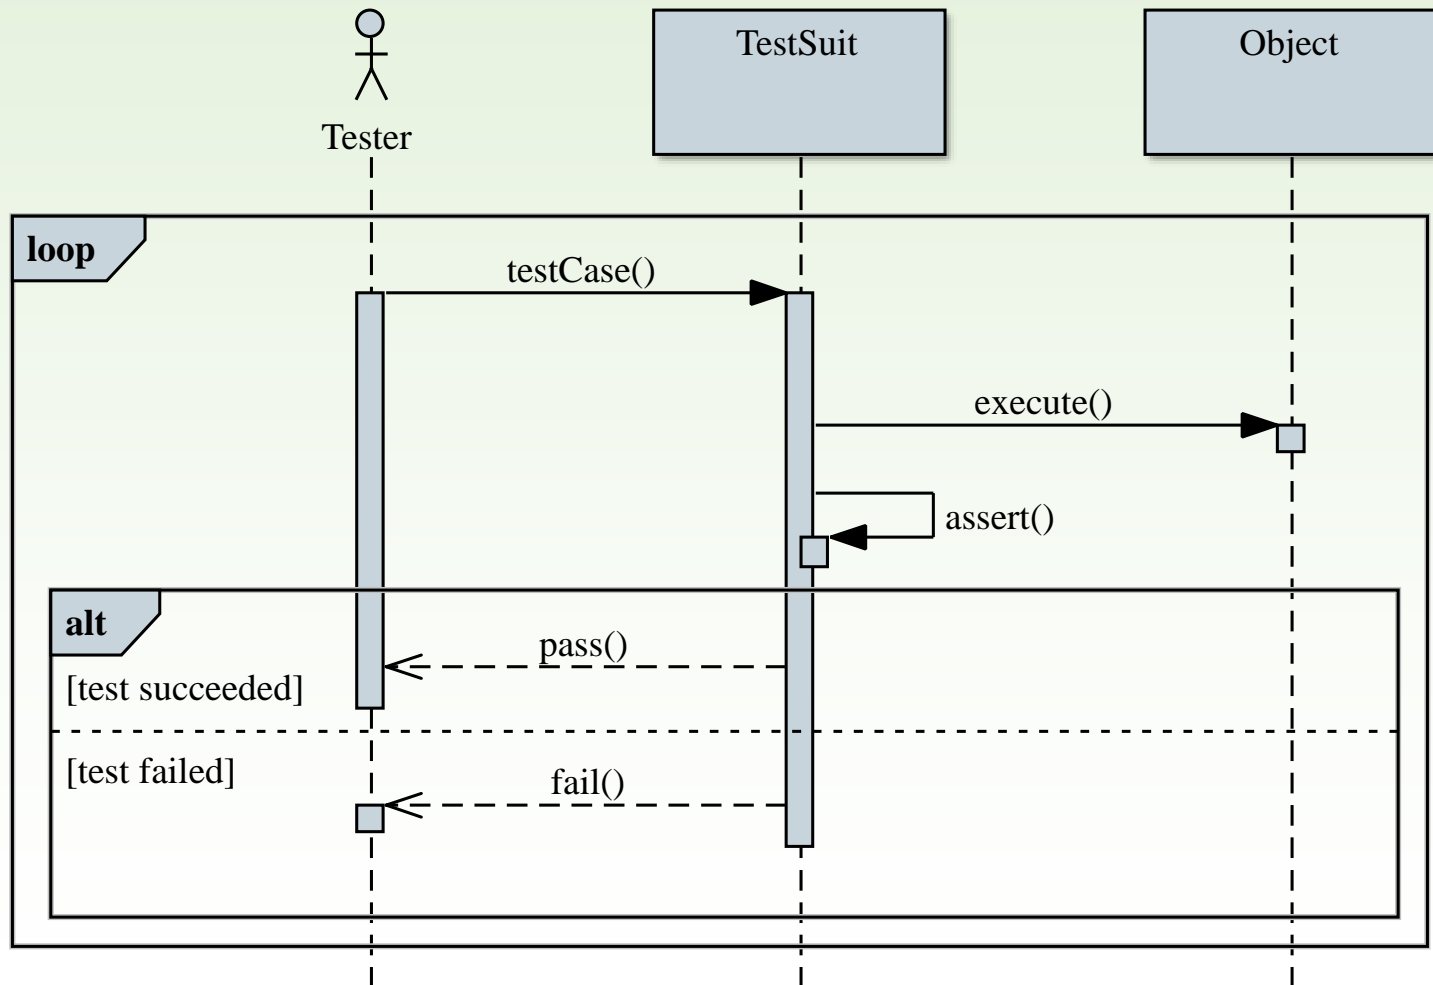 TestSuit
Object
Tester
loop
testCase()
execute()
assert()
alt
pass()
[test succeeded]
[test failed]
fail()